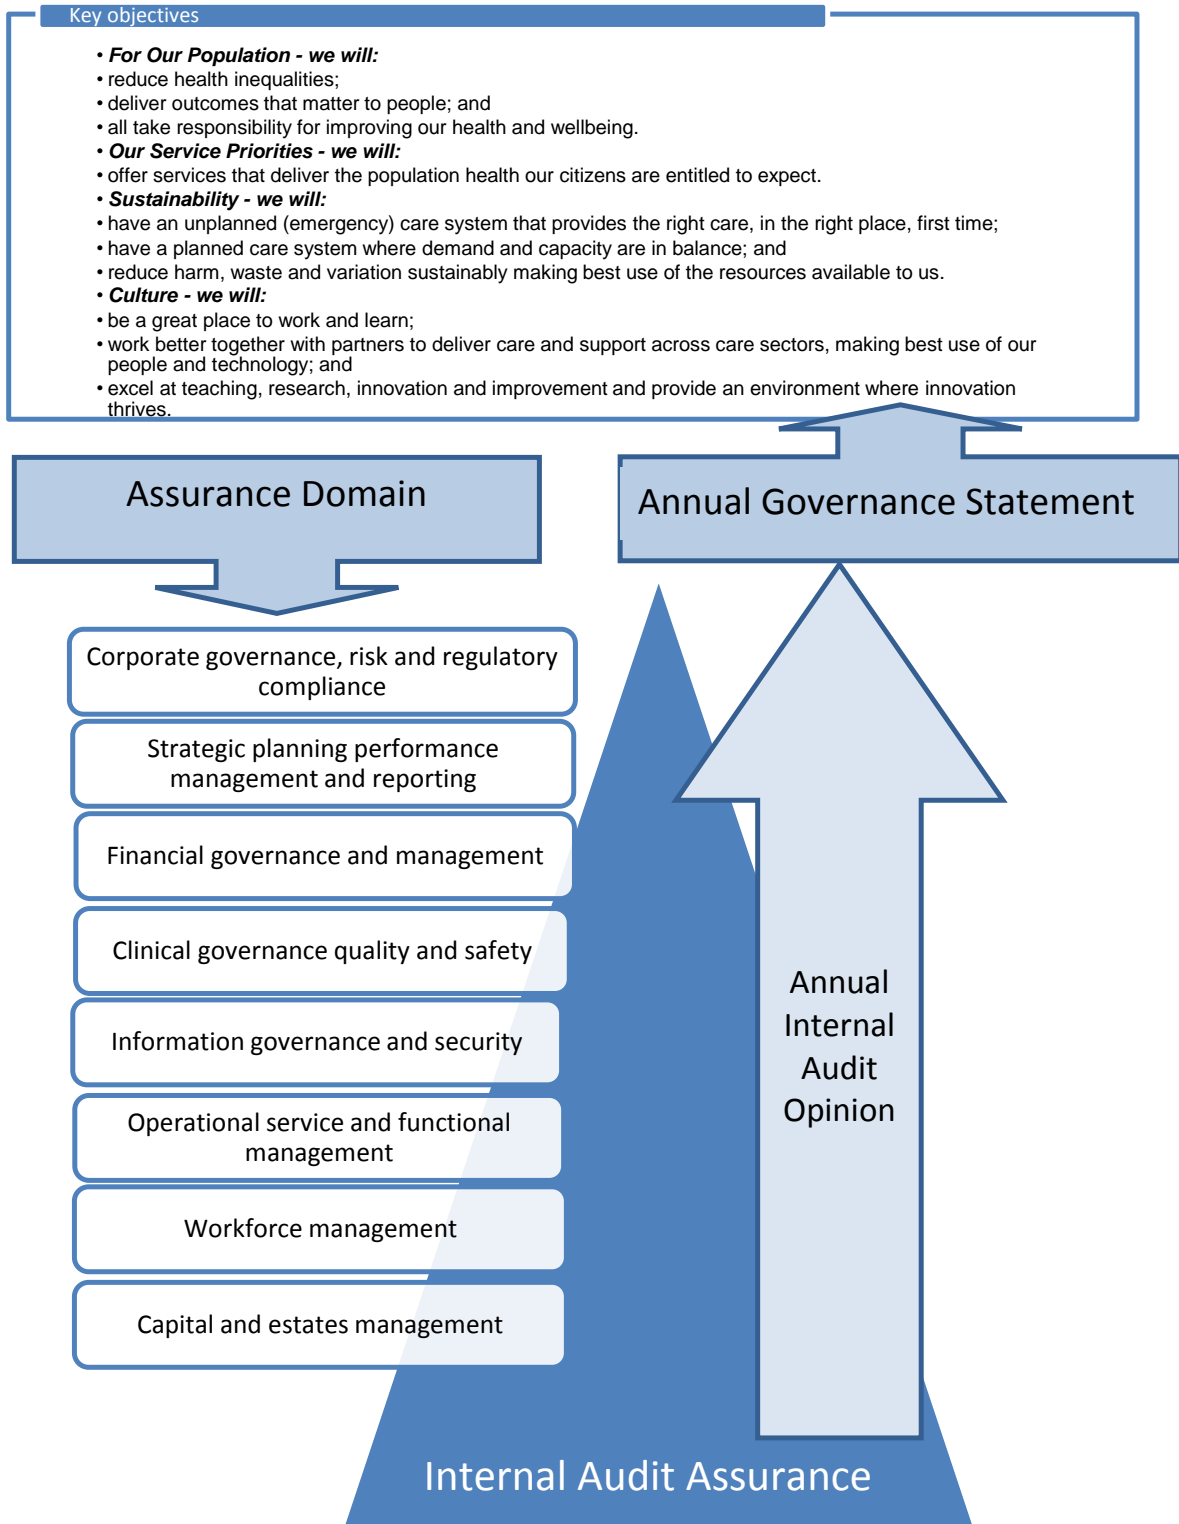 Key objectives
• For Our Population - we will:
• reduce health inequalities;
• deliver outcomes that matter to people; and
• all take responsibility for improving our health and wellbeing.
• Our Service Priorities - we will:
• offer services that deliver the population health our citizens are entitled to expect.
• Sustainability - we will:
• have an unplanned (emergency) care system that provides the right care, in the right place, first time;
• have a planned care system where demand and capacity are in balance; and
• reduce harm, waste and variation sustainably making best use of the resources available to us.
• Culture - we will:
• be a great place to work and learn;
• work better together with partners to deliver care and support across care sectors, making best use of our
people and technology; and
• excel at teaching, research, innovation and improvement and provide an environment where innovation
thrives.
Assurance Domain
Annual Governance Statement
Corporate governance, risk and regulatory
compliance
Strategic planning performance
management and reporting
Financial governance and management
Clinical governance quality and safety
Information governance and security
Operational service and functional
management
Workforce management
Capital and estates management
Annual
Internal
Audit
Opinion
Internal Audit Assurance